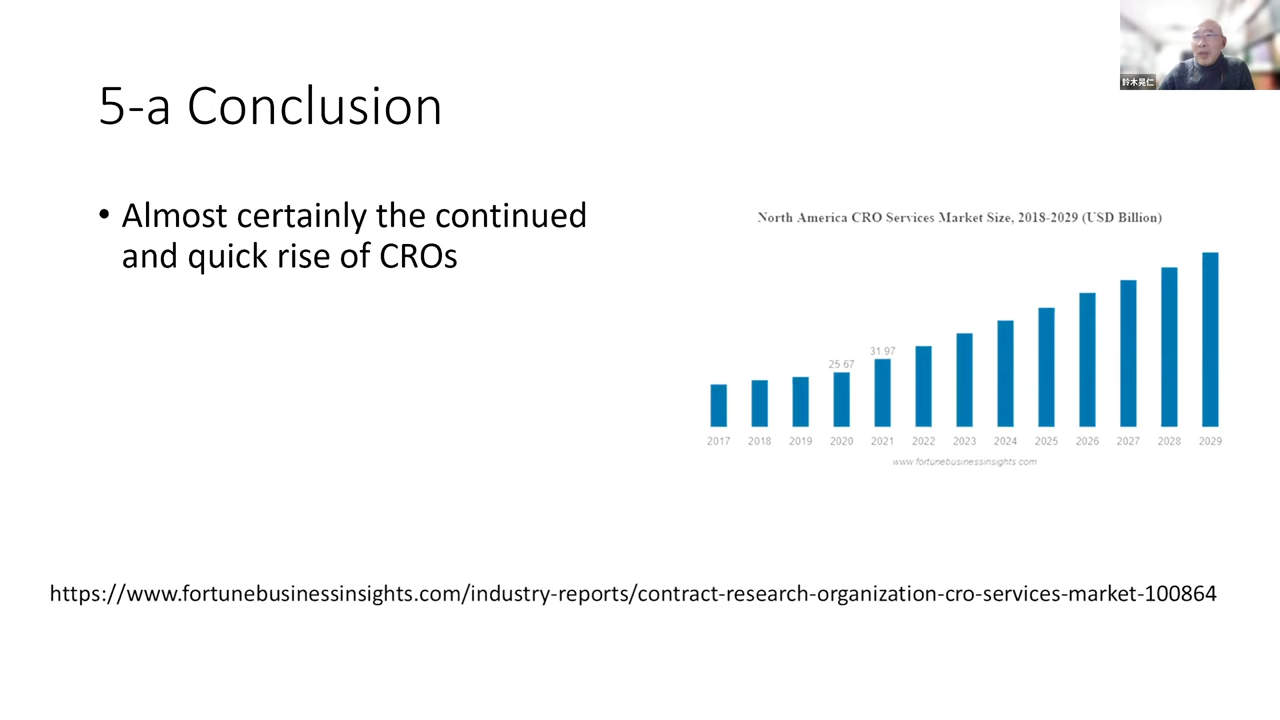 鈴木晃仁
5-a Conclusion
• Almost certainly the continued
and quick rise of CROs
North America CRO Services Market Size, 2018-2029 (USD Billion)
25.67
31.97
2017 2018 2019 2020 2021 2022 2023 2024 2025 2026 2027 2028 2029
www.fortunebusinessinsights.com
https://www.fortunebusinessinsights.com/industry-reports/contract-research-organization-cro-services-market-100864